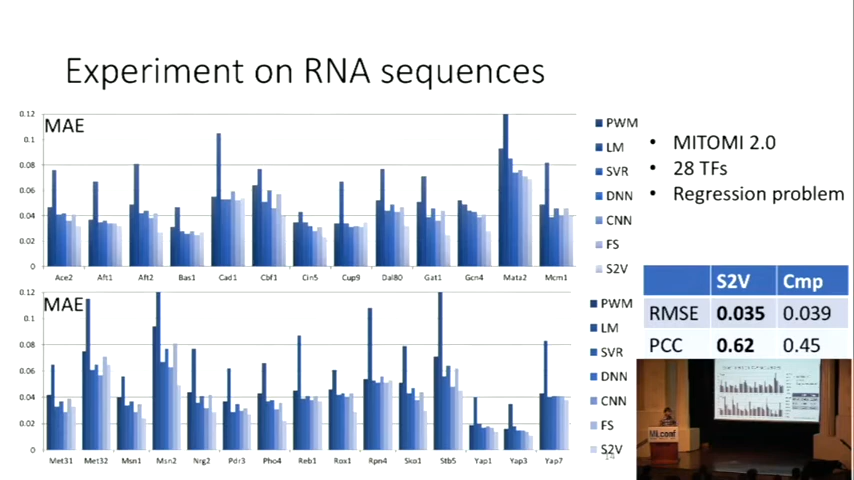 Experiment on RNA sequences
MAE
0.12
0.1
0.08
0.06
0.04
0.02
0
Ace2 Aft1 Aft2 Bas1 Cad1 Cbf1 Cin5 Cup9 Dal80 Gat1 Gcn4 Mata2 Mcm1
PWM
LM
SVR
DNN
CNN
FS
S2V
MAE
0.12
0.1
0.08
0.06
0.04
0.02
0
Met31 Met32 Msn1 Msn2 Nrg2 Pdr3 Pho4 Reb1 Rox1 Rpn4 Sko1 Stb5 Yap1 Yap3 Yap7
PWM
LM
SVR
DNN
CNN
FS
S2V
14
• MITOMI 2.0
• 28 TFs
• Regression problem
S2V Cmp
RMSE 0.035 0.039
PCC 0.62 0.45
MLconf